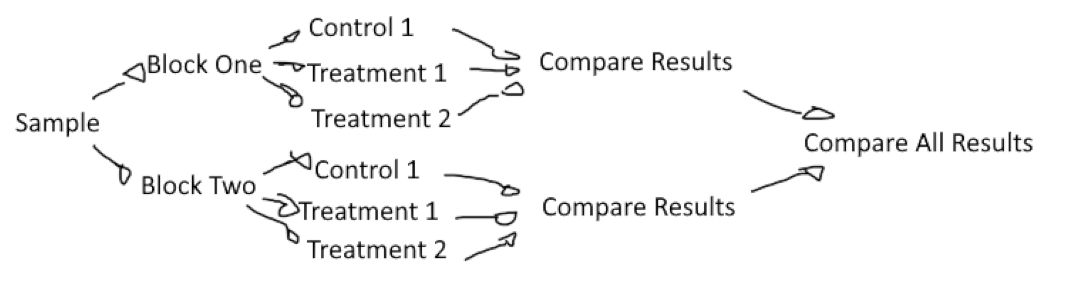 Sample
Block One
Control 1
Treatment 1
Treatment 2
Compare Results
Block Two
Control 1
Treatment 1
Treatment 2
Compare Results
Compare All Results